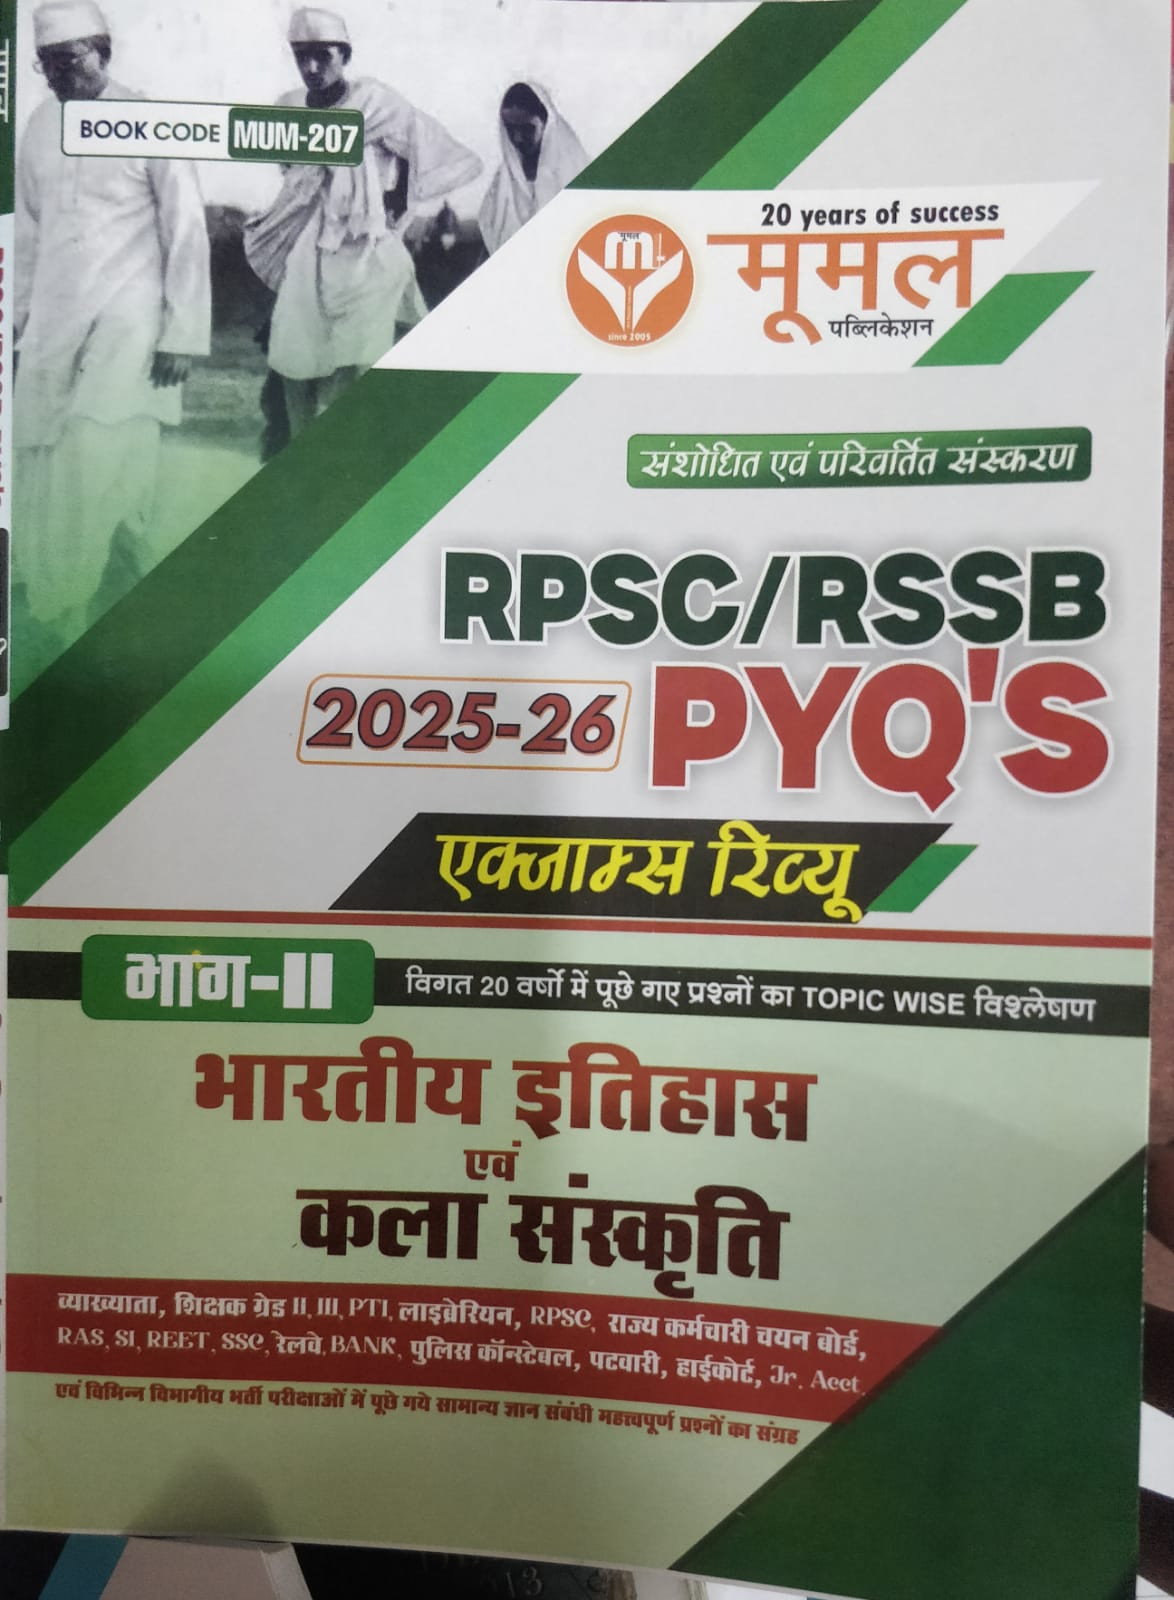 BOOK CODE MUM-207
20 years of success
मूमल
since 2005
मूमल
पब्लिकेशन
संशोधित एवं परिवर्तित संस्करण
RPSC/RSSB
2025-26 PYQ'S
एक्जाम्स रिव्यू
भाग-II विगत 20 वर्षो में पूछे गए प्रश्नों का TOPIC WISE विश्लेषण
भारतीय इतिहास
एवं
कला संस्कृति
व्याख्याता, शिक्षक ग्रेड II, III, PTI, लाइब्रेरियन, RPSC, राज्य कर्मचारी चयन बोर्ड,
RAS, SI, REET, SSC, रेलवे, BANK, पुलिस कॉन्स्टेबल, पटवारी, हाईकोर्ट, Jr. Acct.
एवं विभिन्न विभागीय भर्ती परीक्षाओं में पूछे गये सामान्य ज्ञान संबंधी महत्त्वपूर्ण प्रश्नों का संग्रह